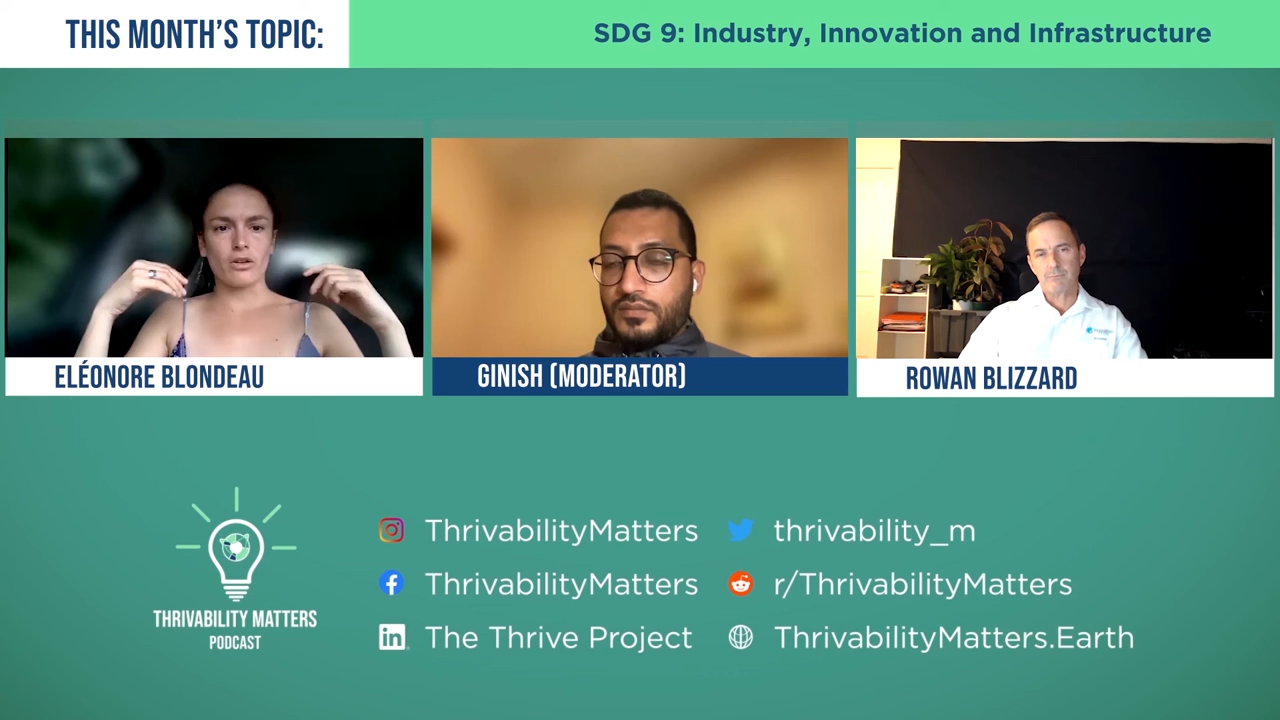 THIS MONTH'S TOPIC:
SDG 9: Industry, Innovation and Infrastructure
ELÉONORE BLONDEAU
GINISH (MODERATOR)
ROWAN BLIZZARD
THRIVABILITY MATTERS
PODCAST
ThrivabilityMatters
thrivability_m
ThrivabilityMatters
r/ThrivabilityMatters
in
The Thrive Project
ThrivabilityMatters.Earth